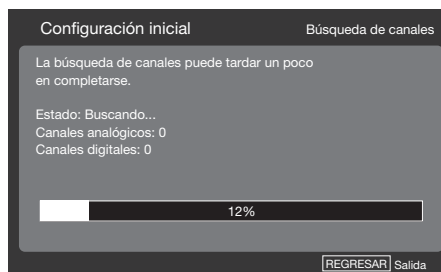 Configuración inicial
Búsqueda de canales
La búsqueda de canales puede tardar un poco
en completarse.
Estado: Buscando...
Canales analógicos: 0
Canales digitales: 0
12%
REGRESAR Salida